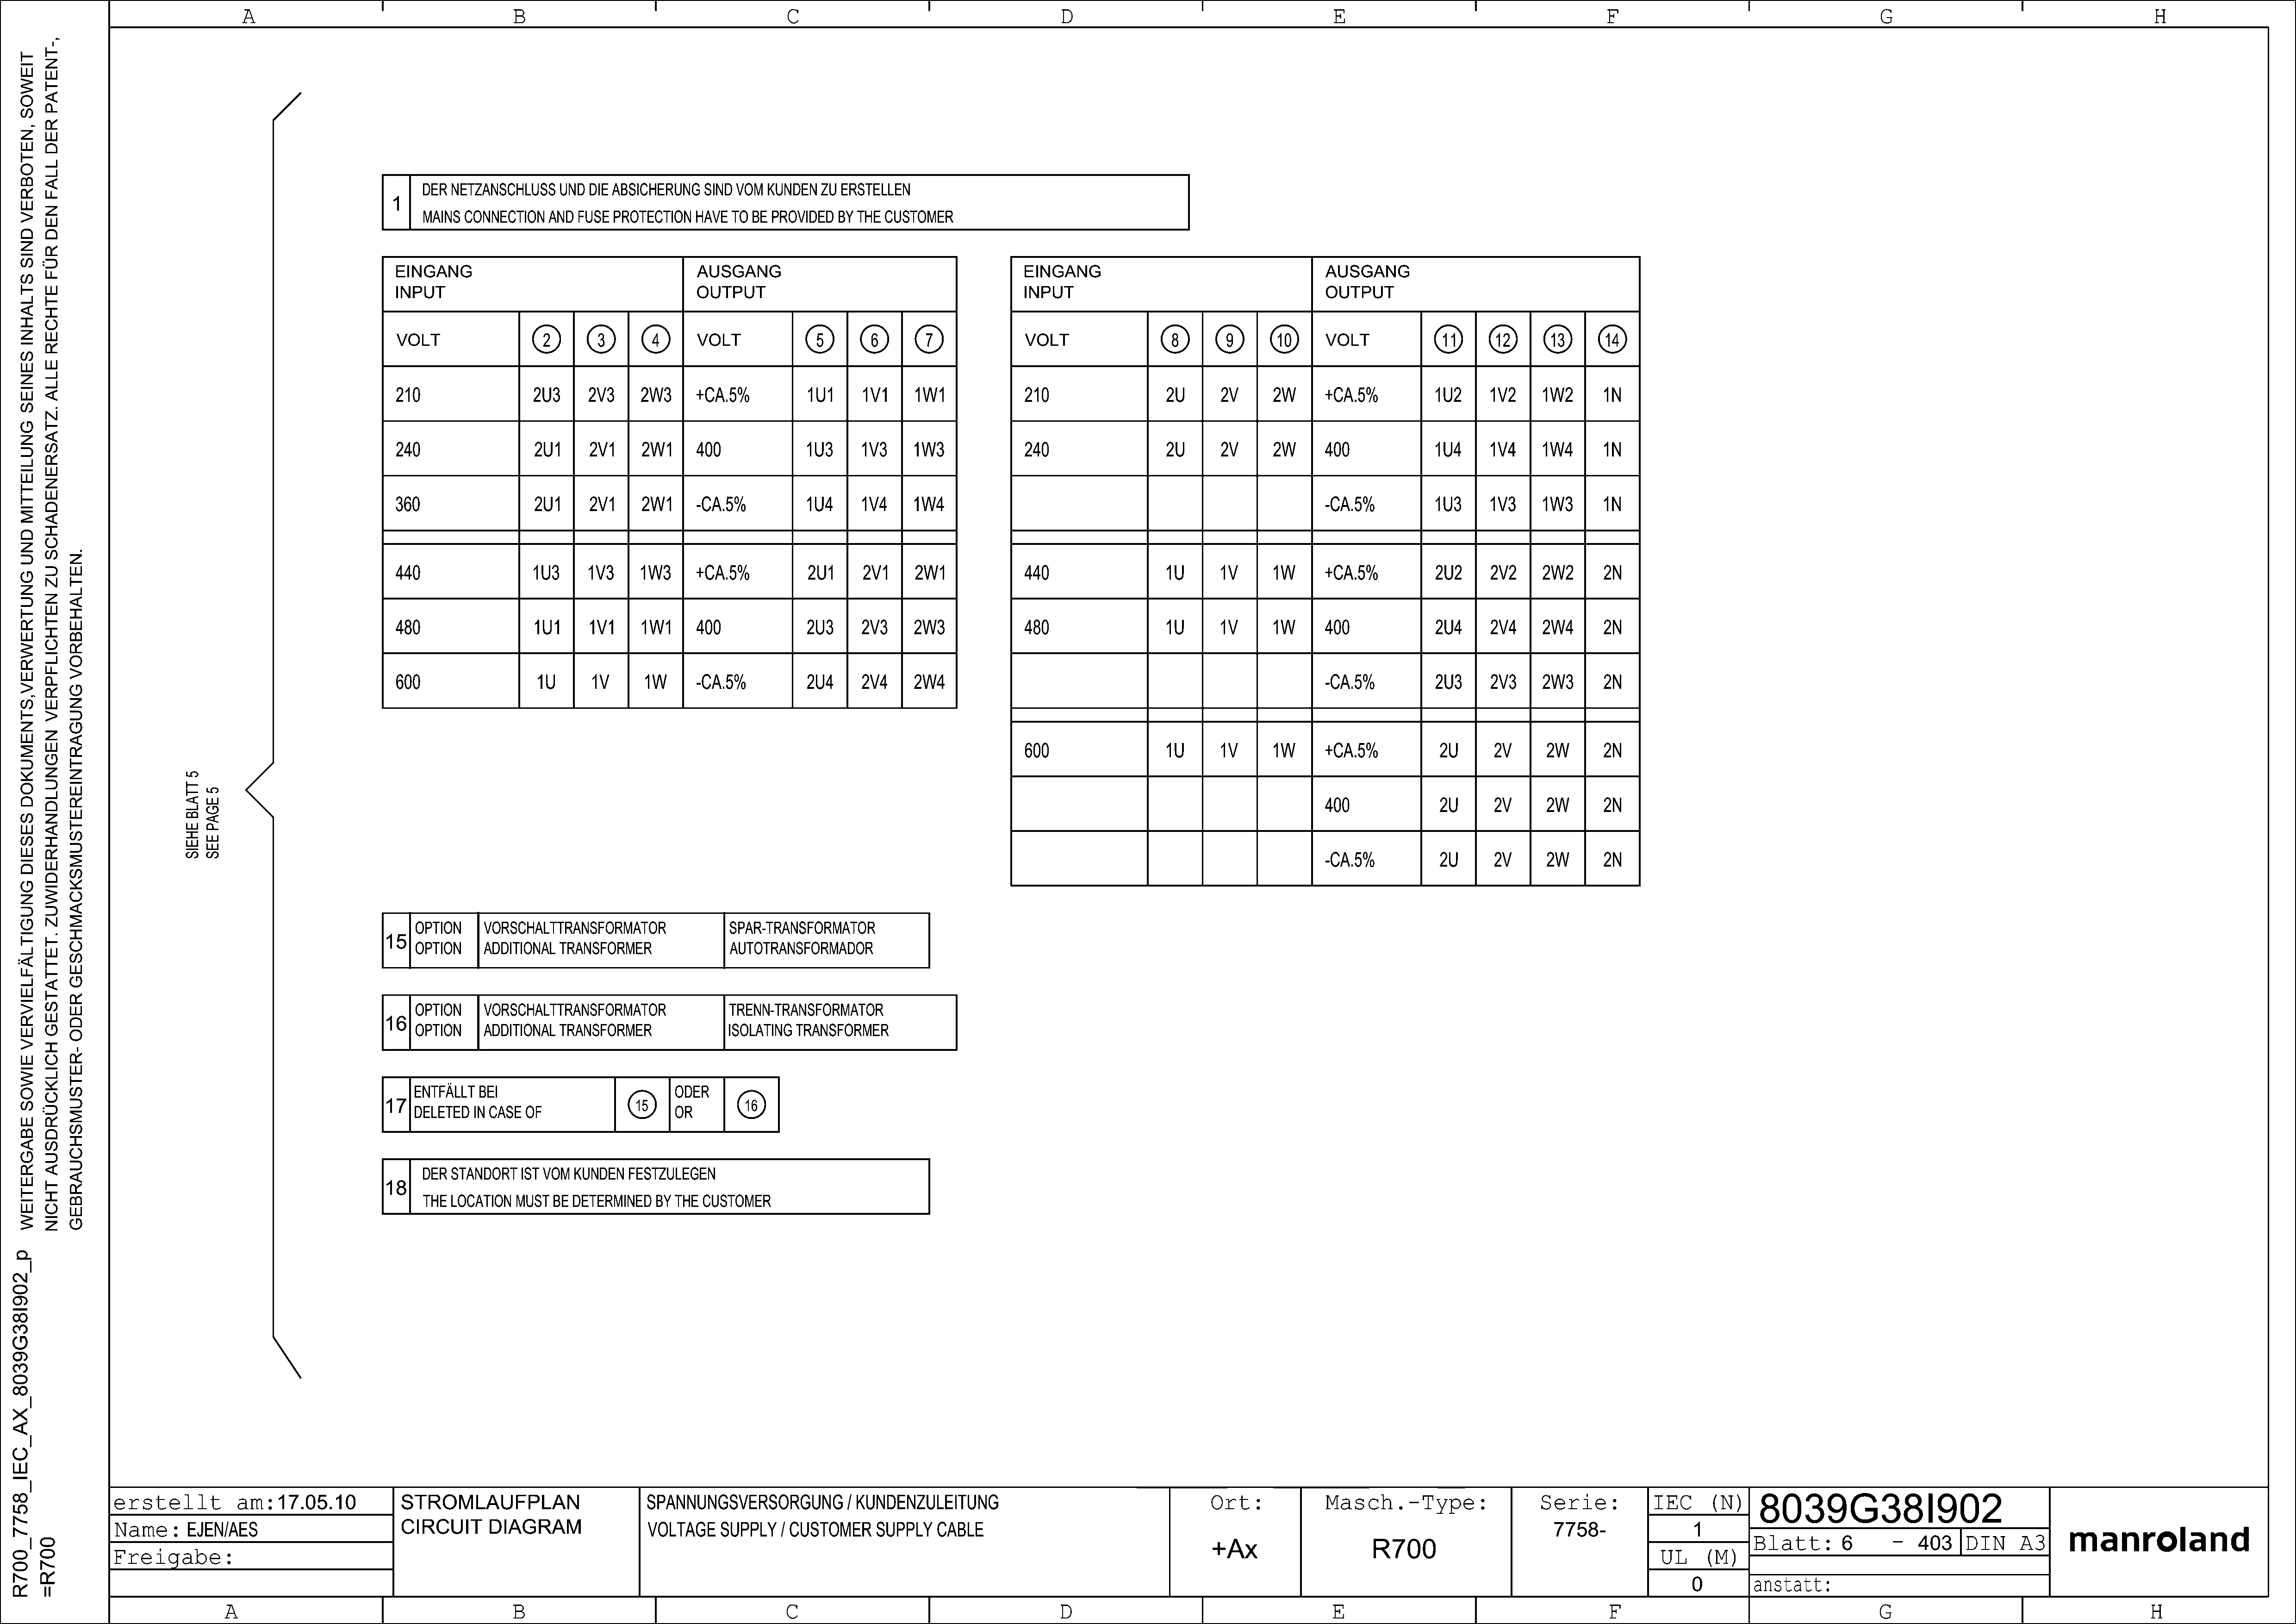 A B C D E F G H
WEITERGABE SOWIE VERVIELFÄLTIGUNG DIESES DOKUMENTS,VERWERTUNG UND MITTEILUNG SEINES INHALTS SIND VERBOTEN, SOWEIT
NICHT AUSDRÜCKLICH GESTATTET. ZUWIDERHANDLUNGEN VERPFLICHTEN ZU SCHADENERSATZ. ALLE RECHTE FÜR DEN FALL DER PATENT-,
GEBRAUCHSMUSTER- ODER GESCHMACKSMUSTEREINTRAGUNG VORBEHALTEN.
R700_7758_IEC_AX_8039G38I902_p
=R700
SIEHE BLATT 5
SEE PAGE 5
1 DER NETZANSCHLUSS UND DIE ABSICHERUNG SIND VOM KUNDEN ZU ERSTELLEN
MAINS CONNECTION AND FUSE PROTECTION HAVE TO BE PROVIDED BY THE CUSTOMER
EINGANG AUSGANG
INPUT OUTPUT
VOLT 2 3 4 VOLT 5 6 7
210 2U3 2V3 2W3 +CA.5% 1U1 1V1 1W1
240 2U1 2V1 2W1 400 1U3 1V3 1W3
360 2U1 2V1 2W1 -CA.5% 1U4 1V4 1W4
440 1U3 1V3 1W3 +CA.5% 2U1 2V1 2W1
480 1U1 1V1 1W1 400 2U3 2V3 2W3
600 1U 1V 1W -CA.5% 2U4 2V4 2W4
EINGANG AUSGANG
INPUT OUTPUT
VOLT 8 9 10 VOLT 11 12 13 14
210 2U 2V 2W +CA.5% 1U2 1V2 1W2 1N
240 2U 2V 2W 400 1U4 1V4 1W4 1N
-CA.5% 1U3 1V3 1W3 1N
440 1U 1V 1W +CA.5% 2U2 2V2 2W2 2N
480 1U 1V 1W 400 2U4 2V4 2W4 2N
-CA.5% 2U3 2V3 2W3 2N
600 1U 1V 1W +CA.5% 2U 2V 2W 2N
400 2U 2V 2W 2N
-CA.5% 2U 2V 2W 2N
15 OPTION VORSCHALTTRANSFORMATOR SPAR-TRANSFORMATOR
OPTION ADDITIONAL TRANSFORMER AUTOTRANSFORMADOR
16 OPTION VORSCHALTTRANSFORMATOR TRENN-TRANSFORMATOR
OPTION ADDITIONAL TRANSFORMER ISOLATING TRANSFORMER
17 ENTFÄLLT BEI 15 ODER 16
DELETED IN CASE OF OR
18 DER STANDORT IST VOM KUNDEN FESTZULEGEN
THE LOCATION MUST BE DETERMINED BY THE CUSTOMER
erstellt am:17.05.10
Name: EJEN/AES
Freigabe:
STROMLAUFPLAN
CIRCUIT DIAGRAM
SPANNUNGSVERSORGUNG / KUNDENZULEITUNG
VOLTAGE SUPPLY / CUSTOMER SUPPLY CABLE
Ort:
+Ax
Masch.-Type:
R700
Serie:
7758-
IEC (N)
1
UL (M)
0
8039G38I902
Blatt: 6 - 403 DIN A3
anstatt:
manroland
A B C D E F G H